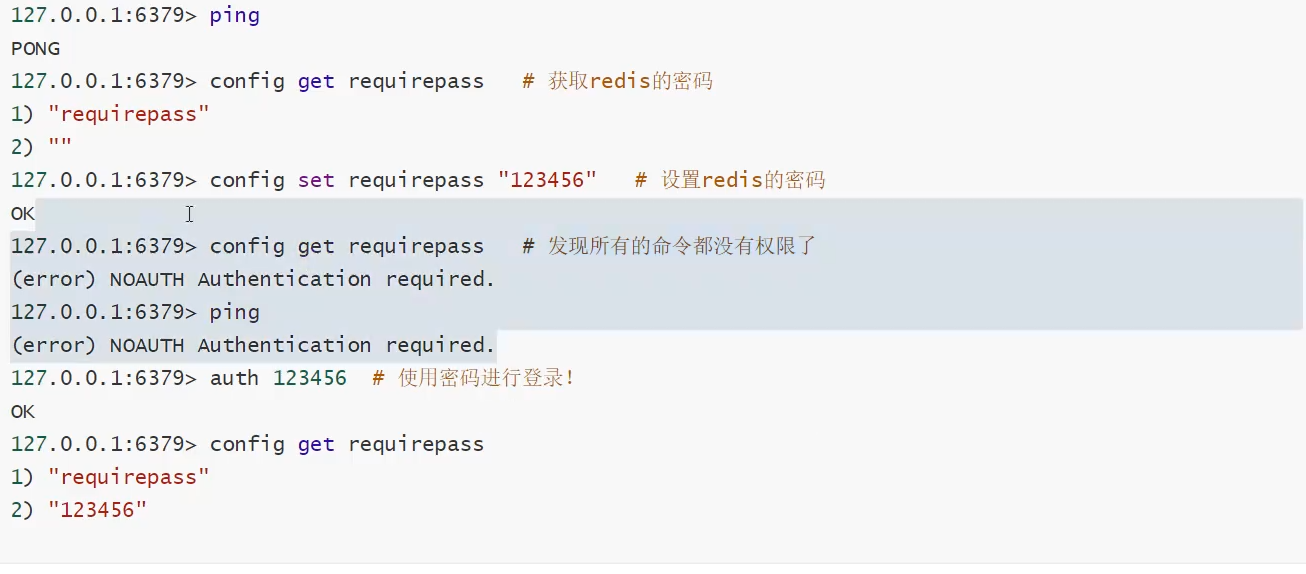 127.0.0.1:6379> ping
PONG
127.0.0.1:6379> config get requirepass   # 获取redis的密码
1) "requirepass"
2) ""
127.0.0.1:6379> config set requirepass "123456"   # 设置redis的密码
OK
127.0.0.1:6379> config get requirepass   # 发现所有的命令都没有权限了
(error) NOAUTH Authentication required.
127.0.0.1:6379> ping
(error) NOAUTH Authentication required.
127.0.0.1:6379> auth 123456  # 使用密码进行登录!
OK
127.0.0.1:6379> config get requirepass
1) "requirepass"
2) "123456"